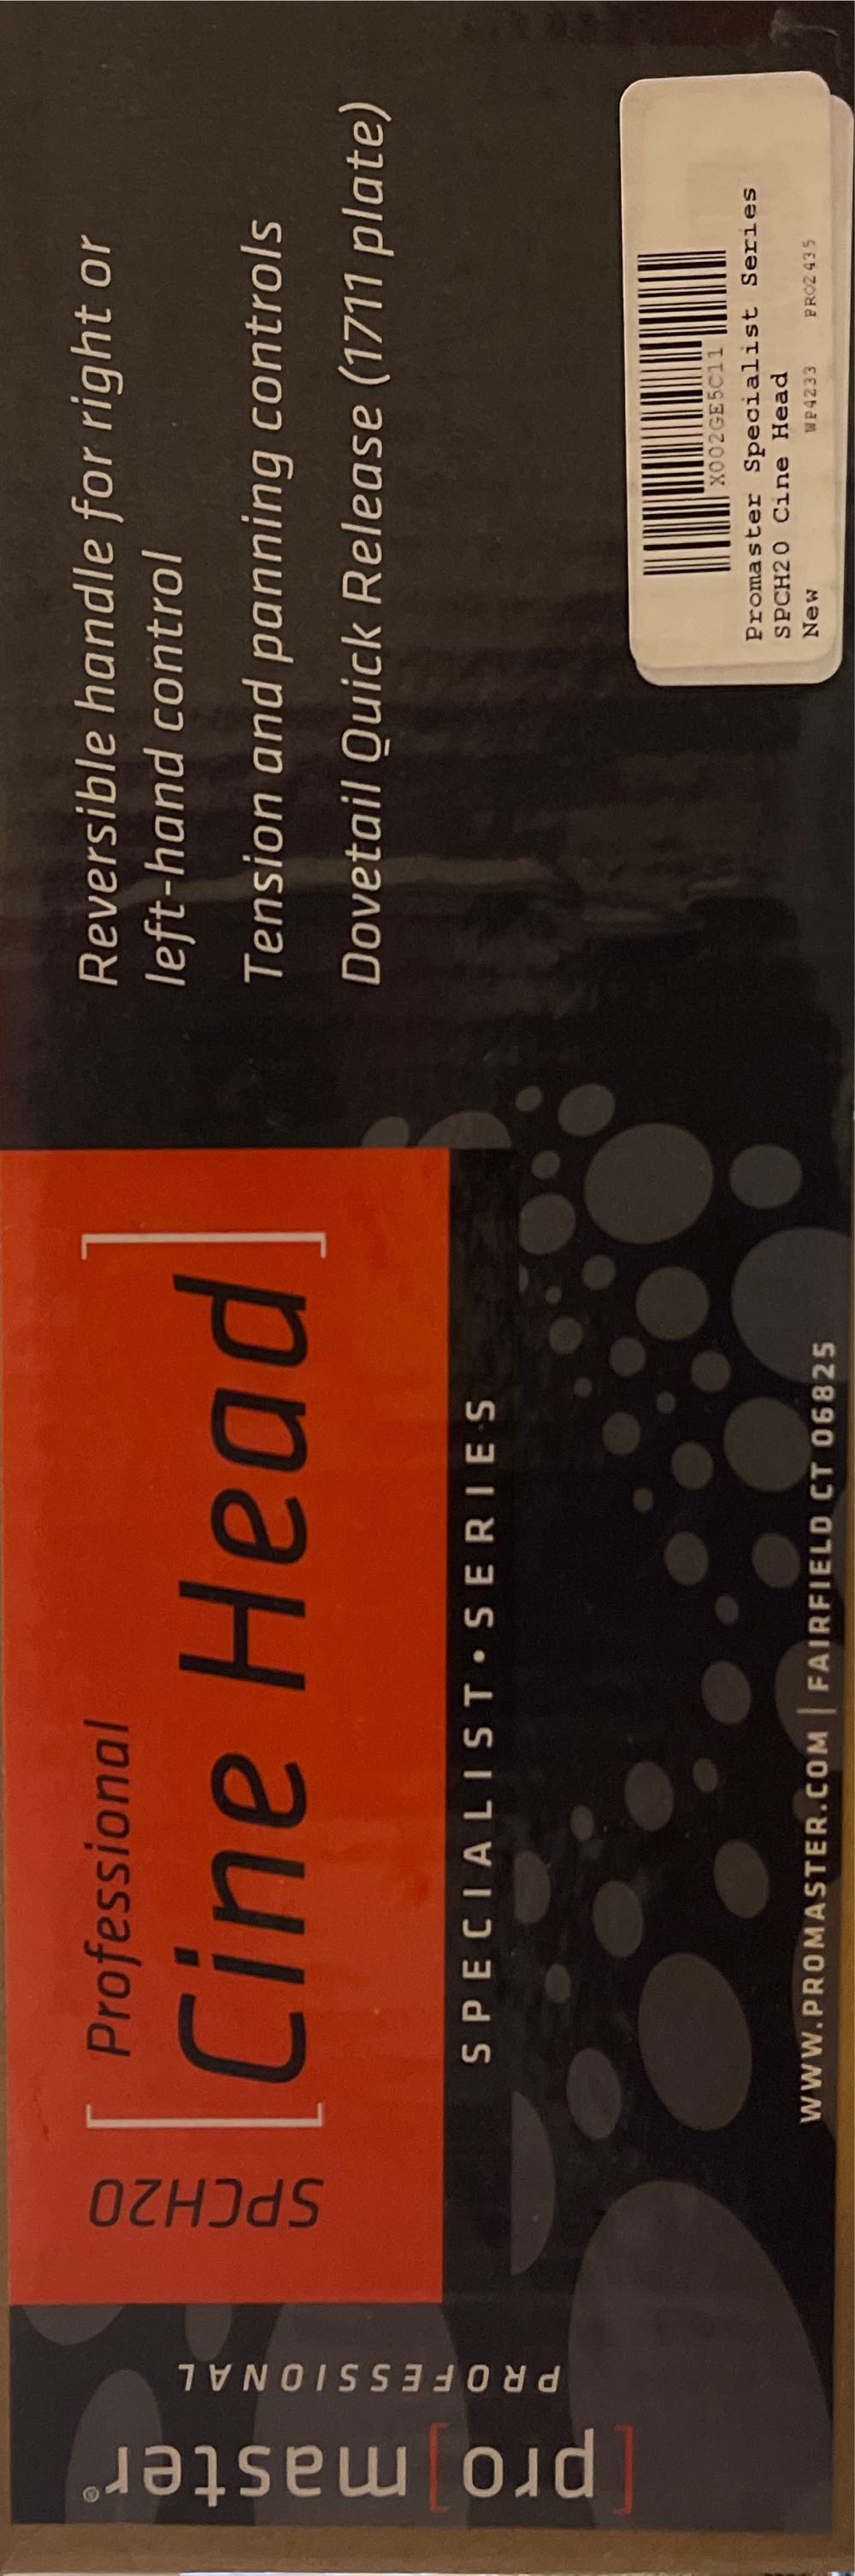 [pro]master®
PROFESSIONAL
SPCH20
[Professional
Cine Head]
SPECIALIST•SERIES
WWW.PROMASTER.COM | FAIRFIELD CT 06825
Reversible handle for right or
left-hand control
Tension and panning controls
Dovetail Quick Release (1711 plate)
X002GE5C11
Promaster Specialist Series
SPCH20 Cine Head
New WP4233 PRO2435